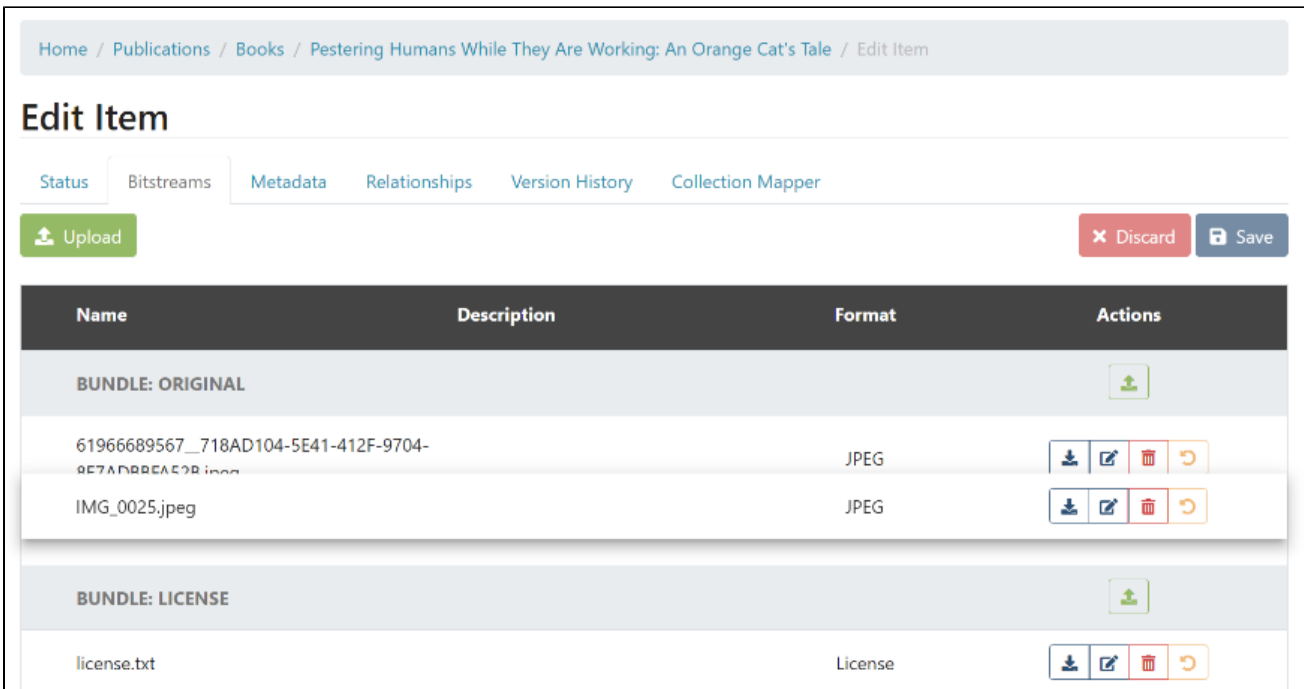 Home / Publications / Books / Pestering Humans While They Are Working: An Orange Cat's Tale / Edit Item
Edit Item
Status Bitstreams Metadata Relationships Version History Collection Mapper
Upload Discard Save
Name Description Format Actions
BUNDLE: ORIGINAL
61966689567__718AD104-5E41-412F-9704-
JPEG
IMG_0025.jpeg JPEG
BUNDLE: LICENSE
license.txt License